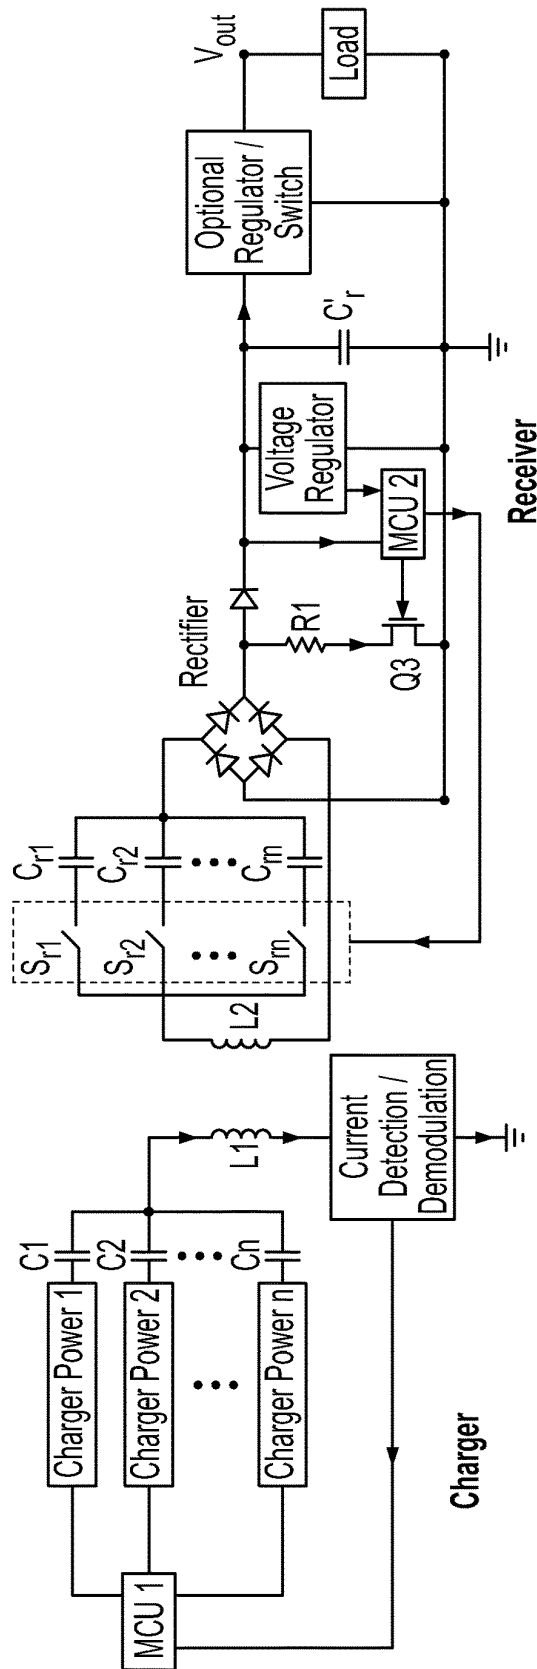 MCU 1
Charger Power 1
Charger Power 2
Charger Power n
C1
C2
Cn
L1
Current
Detection /
Demodulation
Charger
L2
Sr1
Sr2
Srn
Cr1
Cr2
Crn
Rectifier
R1
Q3
MCU 2
Voltage
Regulator
C'r
Optional
Regulator /
Switch
Vout
Load
Receiver